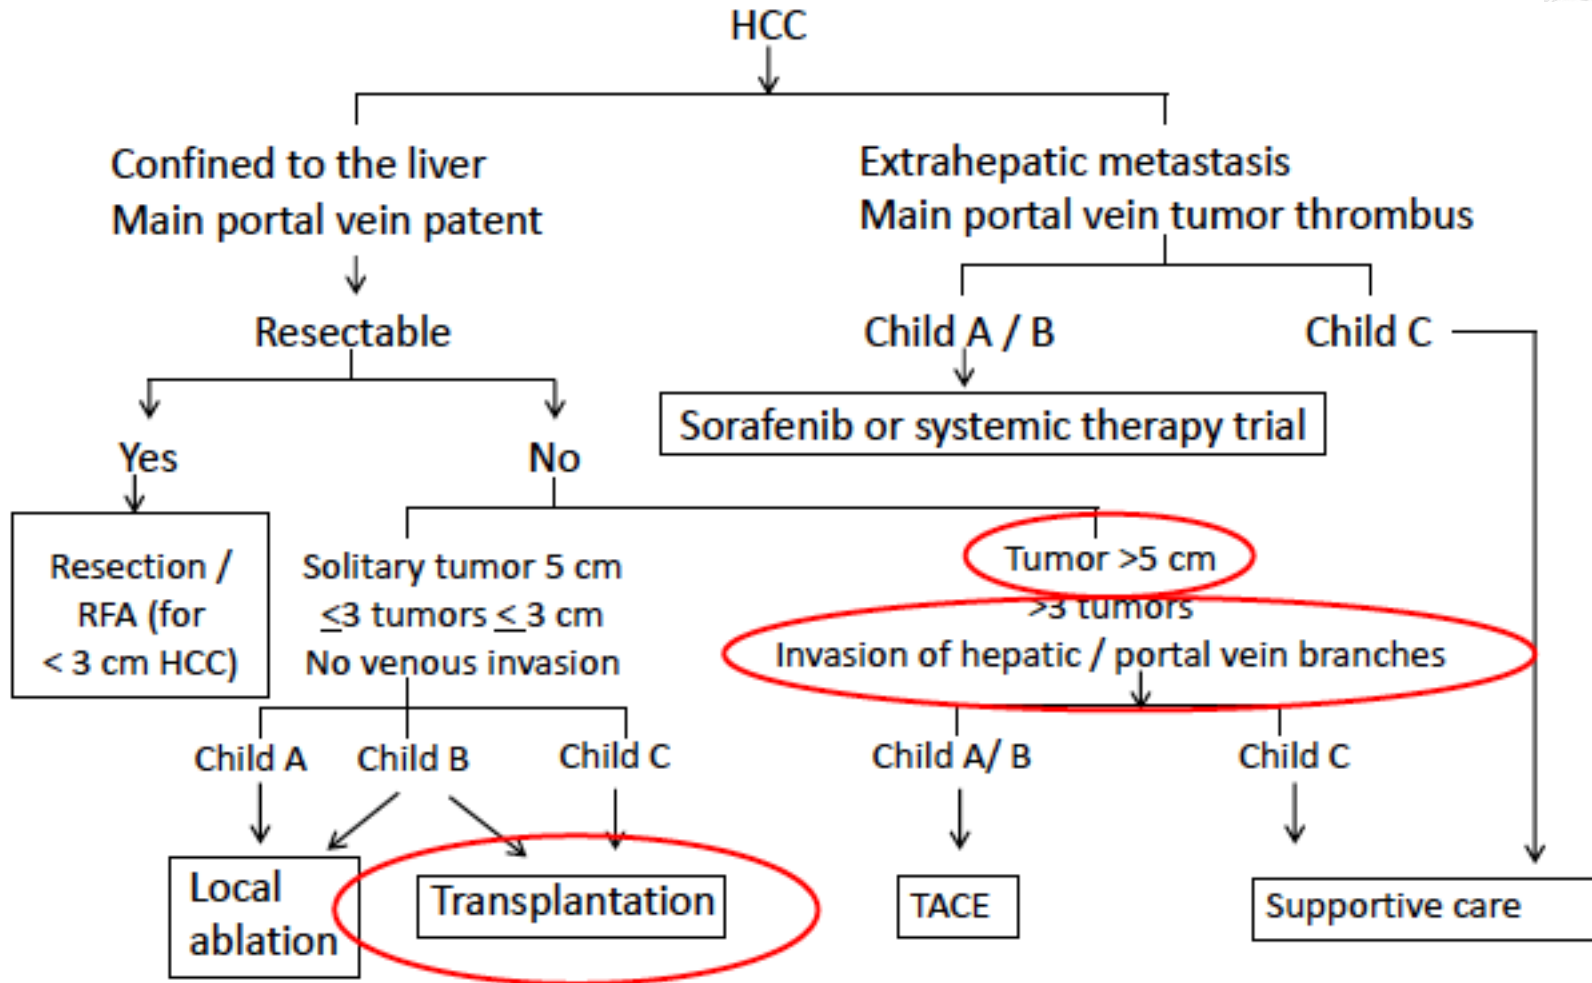 HCC
Confined to the liver
Main portal vein patent
Extrahepatic metastasis
Main portal vein tumor thrombus
Resectable
Child A / B
Child C
Sorafenib or systemic therapy trial
Yes
No
Resection /
RFA (for
< 3 cm HCC)
Solitary tumor 5 cm
≤3 tumors ≤ 3 cm
No venous invasion
Tumor >5 cm
>3 tumors
Invasion of hepatic / portal vein branches
Child A
Child B
Child C
Child A/ B
Child C
Local
ablation
Transplantation
TACE
Supportive care